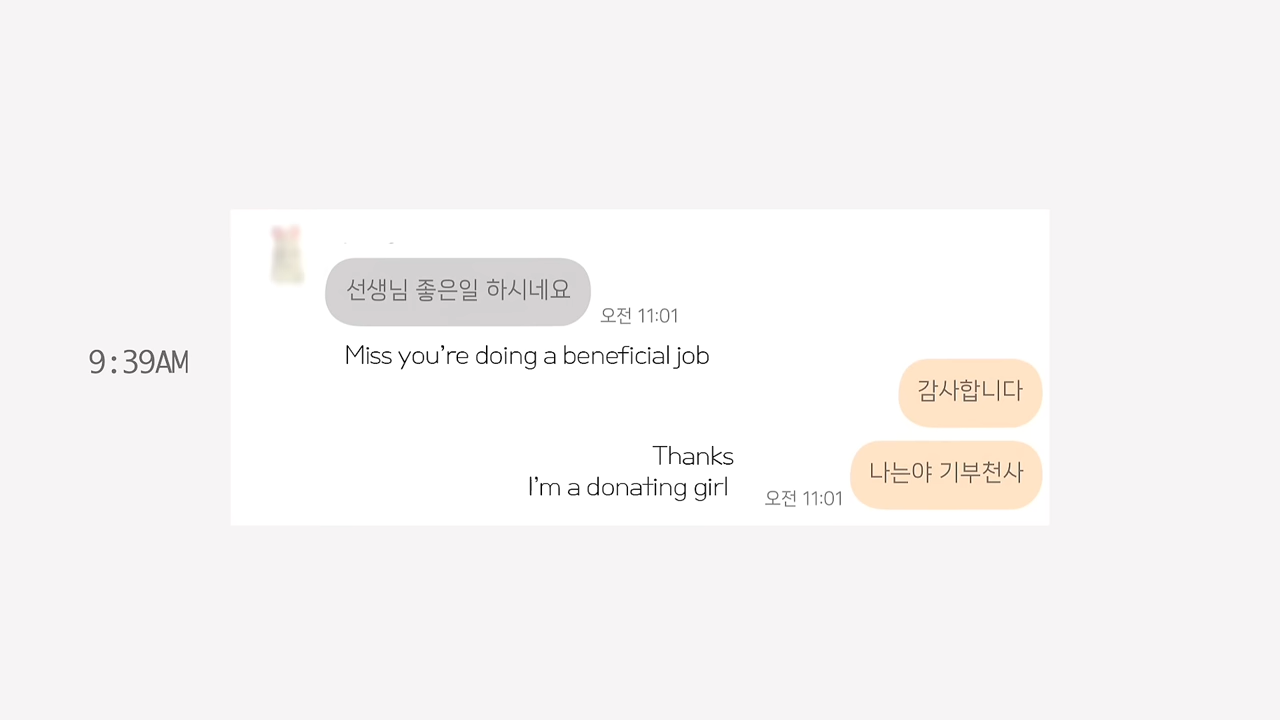 선생님 좋은일 하시네요
오전 11:01
Miss you're doing a beneficial job
9:39AM
감사합니다
Thanks
I'm a donating girl
나는야 기부천사
오전 11:01